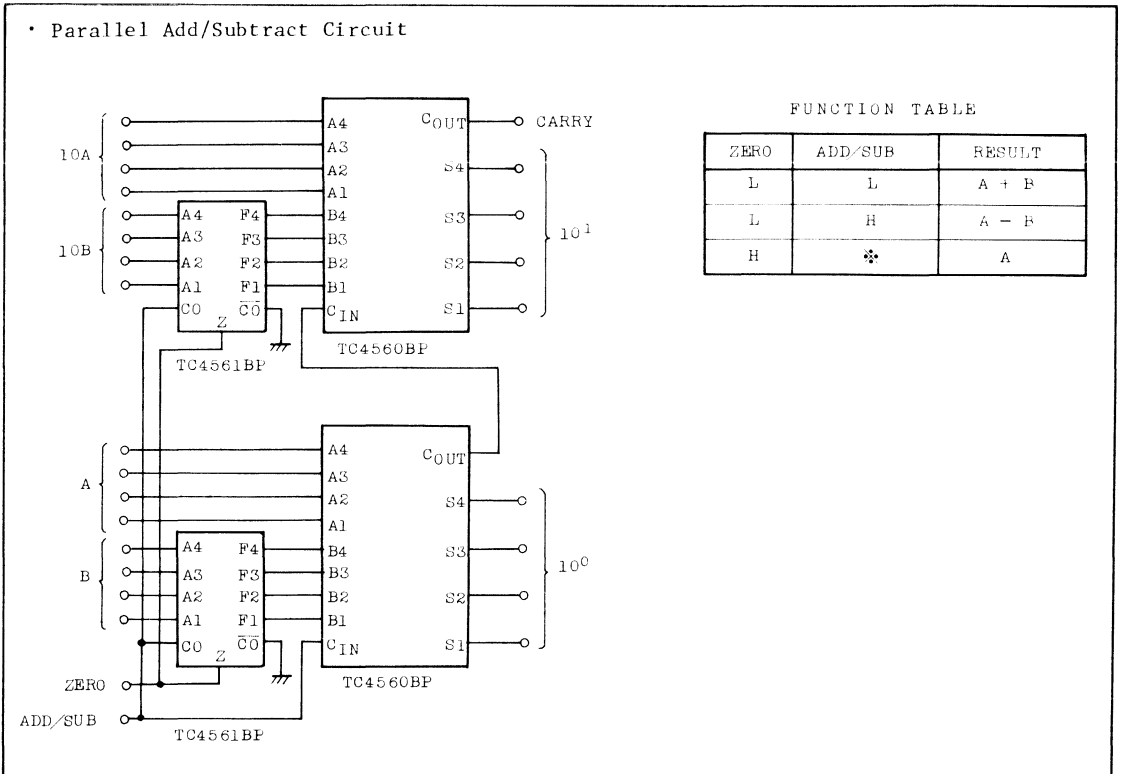 · Parallel Add/Subtract Circuit
10A
10B
A4
A3
A2
A1
CO
Z
F4
F3
F2
F1
C̅O̅
TC4561BP
A4
A3
A2
A1
B4
B3
B2
B1
CIN
COUT
S4
S3
S2
S1
TC4560BP
CARRY
10¹
A
B
A4
A3
A2
A1
CO
Z
F4
F3
F2
F1
C̅O̅
TC4561BP
A4
A3
A2
A1
B4
B3
B2
B1
CIN
COUT
S4
S3
S2
S1
TC4560BP
10⁰
ZERO
ADD/SUB
FUNCTION TABLE
ZERO ADD/SUB RESULT
L L A + B
L H A − B
H ※ A